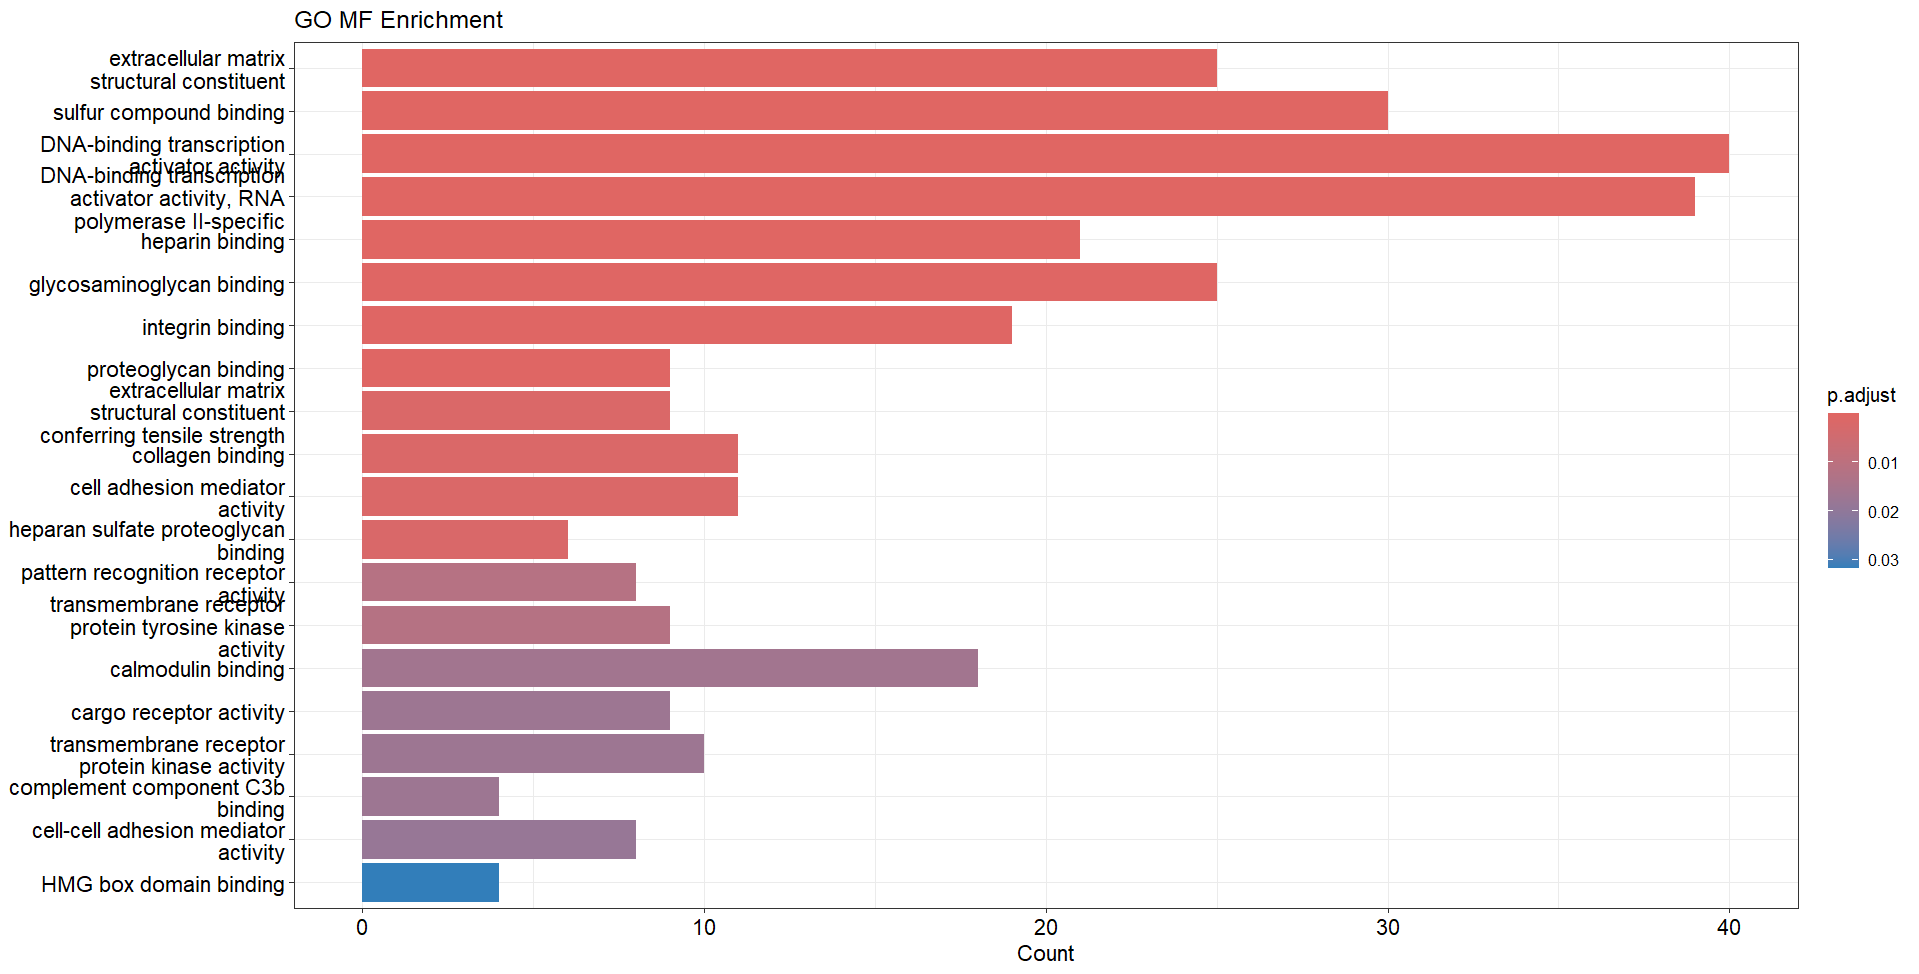 GO MF Enrichment
extracellular matrix
structural constituent
sulfur compound binding
DNA-binding transcription
activator activity
DNA-binding transcription
activator activity, RNA
polymerase II-specific
heparin binding
glycosaminoglycan binding
integrin binding
proteoglycan binding
extracellular matrix
structural constituent
conferring tensile strength
collagen binding
cell adhesion mediator
activity
heparan sulfate proteoglycan
binding
pattern recognition receptor
activity
transmembrane receptor
protein tyrosine kinase
activity
calmodulin binding
cargo receptor activity
transmembrane receptor
protein kinase activity
complement component C3b
binding
cell-cell adhesion mediator
activity
HMG box domain binding
0 10 20 30 40
Count
p.adjust
0.01
0.02
0.03